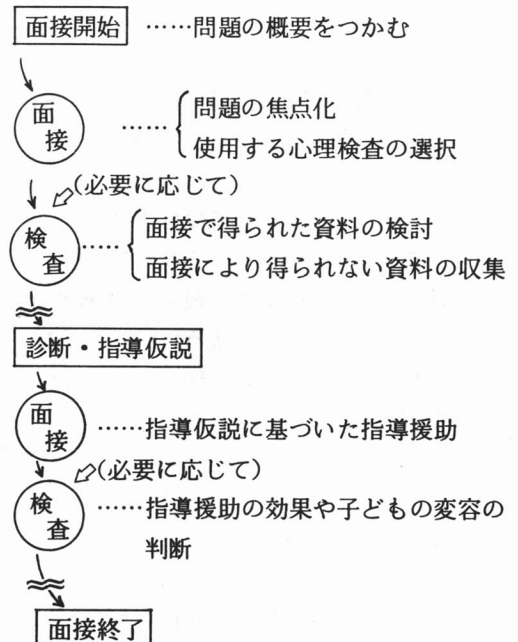 面接開始 ……問題の概要をつかむ
面接 …… 問題の焦点化
使用する心理検査の選択
(必要に応じて)
検査 …… 面接で得られた資料の検討
面接により得られない資料の収集
診断・指導仮説
面接 ……指導仮説に基づいた指導援助
(必要に応じて)
検査 ……指導援助の効果や子どもの変容の
判断
面接終了